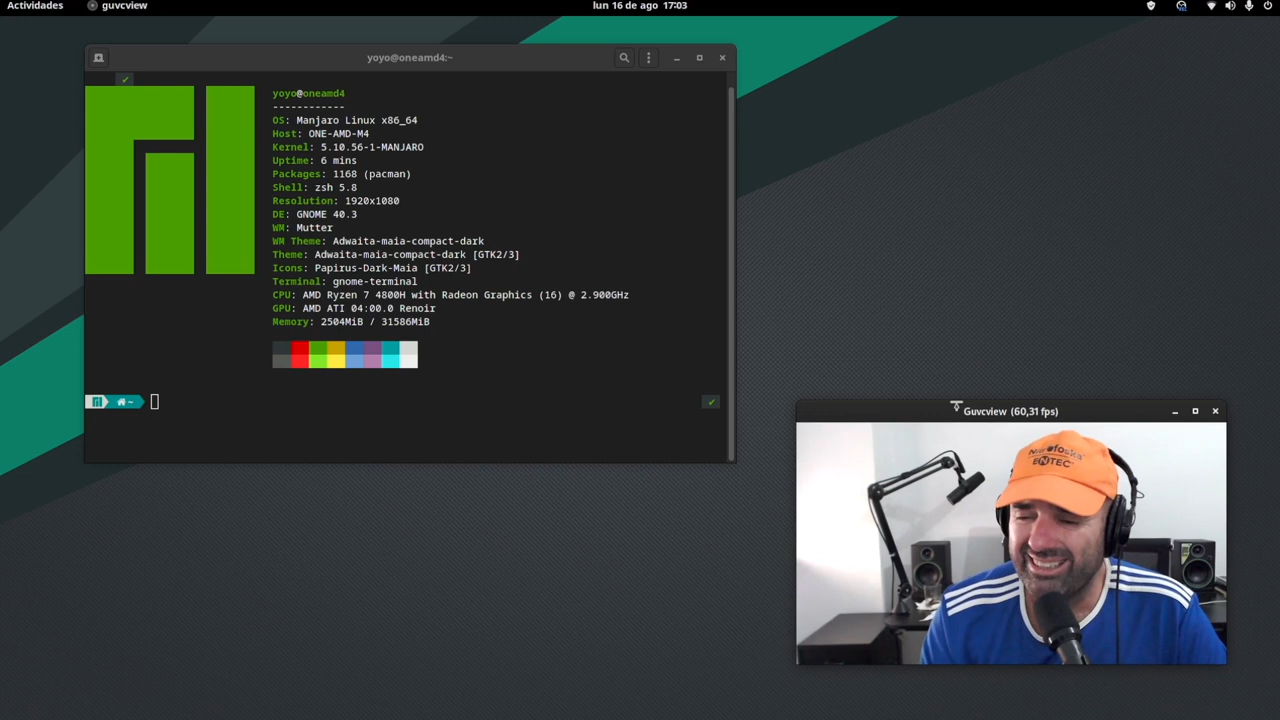 Actividades guvcview lun 16 de ago 17:03
yoyo@oneamd4:~
yoyo@oneamd4
------------
OS: Manjaro Linux x86_64
Host: ONE-AMD-M4
Kernel: 5.10.56-1-MANJARO
Uptime: 6 mins
Packages: 1168 (pacman)
Shell: zsh 5.8
Resolution: 1920x1080
DE: GNOME 40.3
WM: Mutter
WM Theme: Adwaita-maia-compact-dark
Theme: Adwaita-maia-compact-dark [GTK2/3]
Icons: Papirus-Dark-Maia [GTK2/3]
Terminal: gnome-terminal
CPU: AMD Ryzen 7 4800H with Radeon Graphics (16) @ 2.900GHz
GPU: AMD ATI 04:00.0 Renoir
Memory: 2504MiB / 31586MiB
~
Guvcview (60,31 fps)
ENTEC